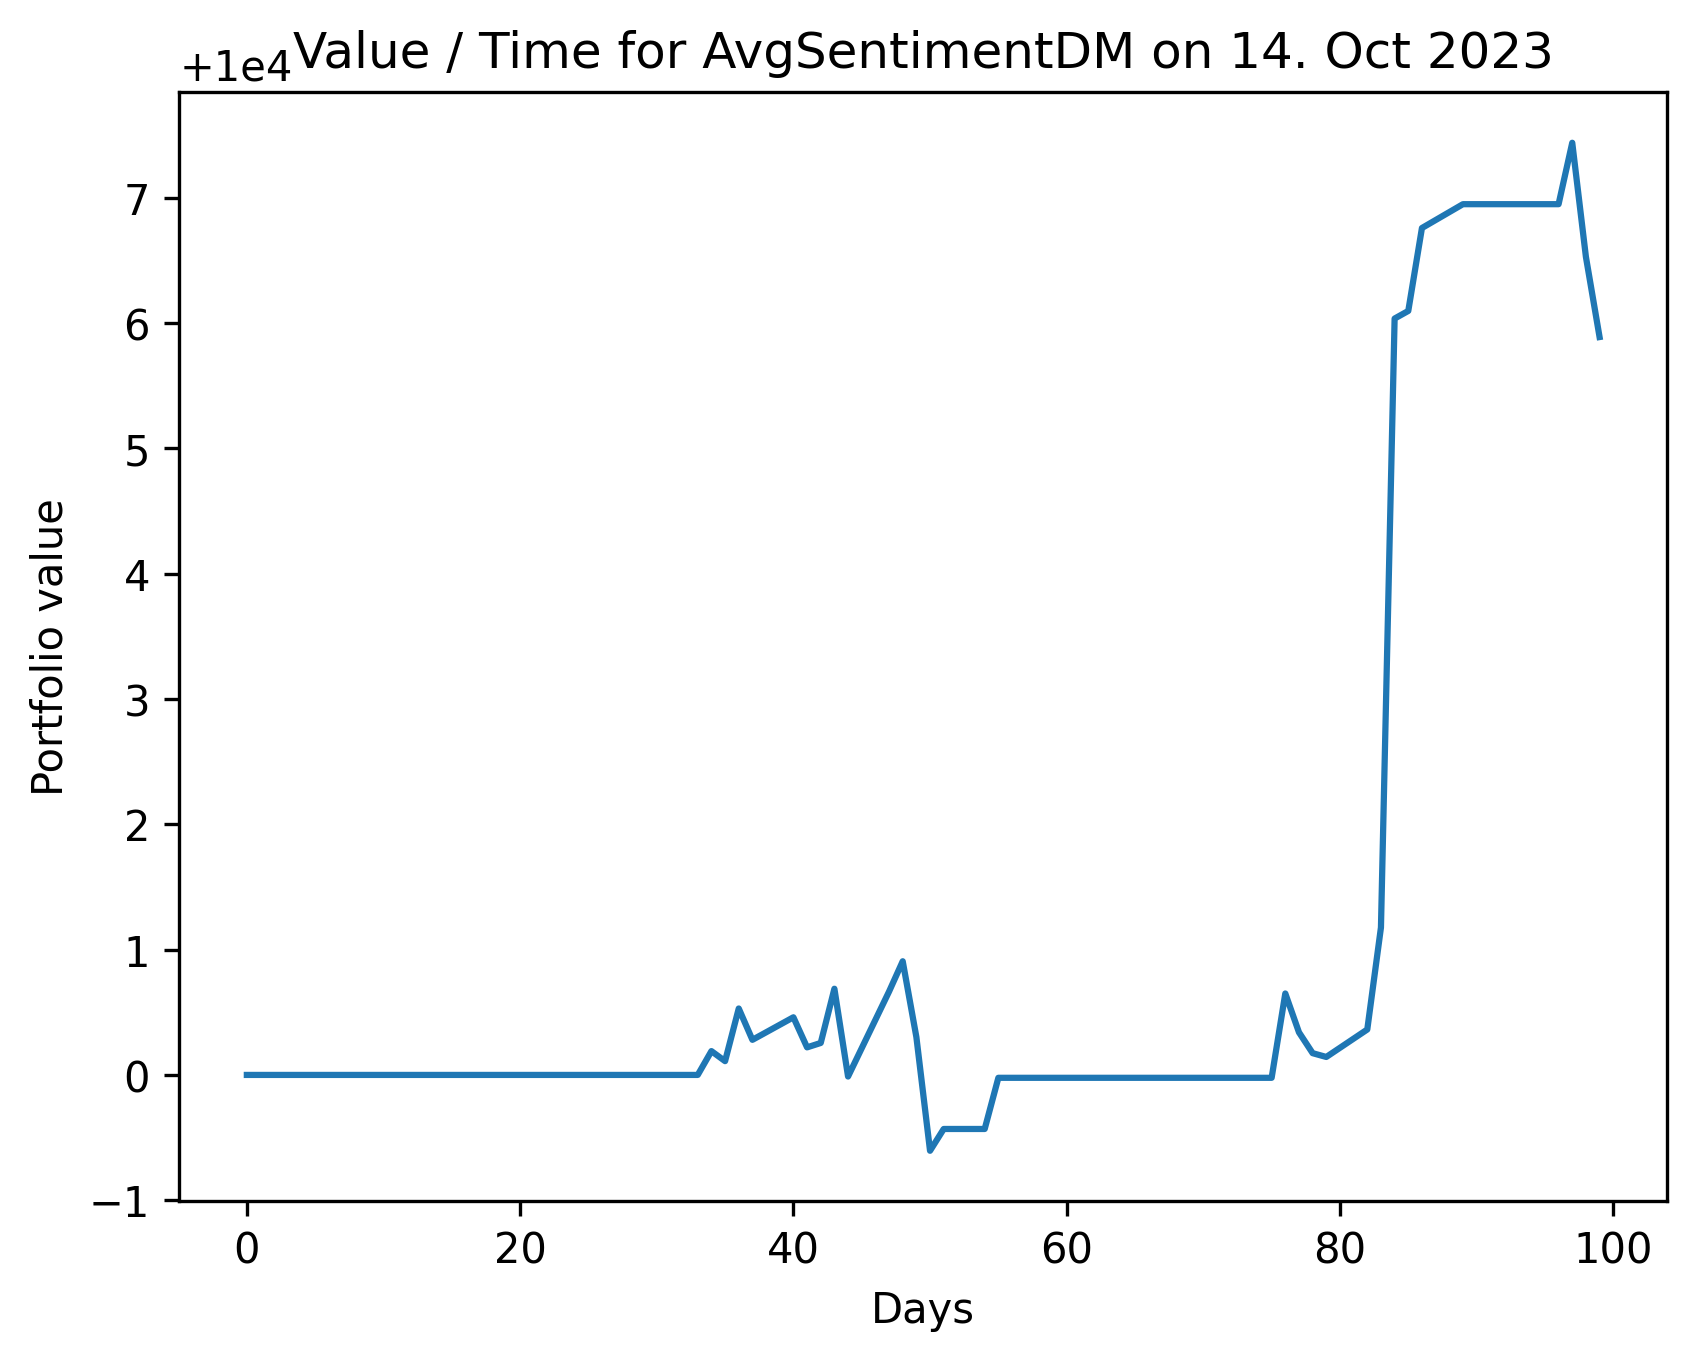 Value / Time for AvgSentimentDM on 14. Oct 2023
+1e4
7
6
5
4
3
2
1
0
−1
Portfolio value
0 20 40 60 80 100
Days